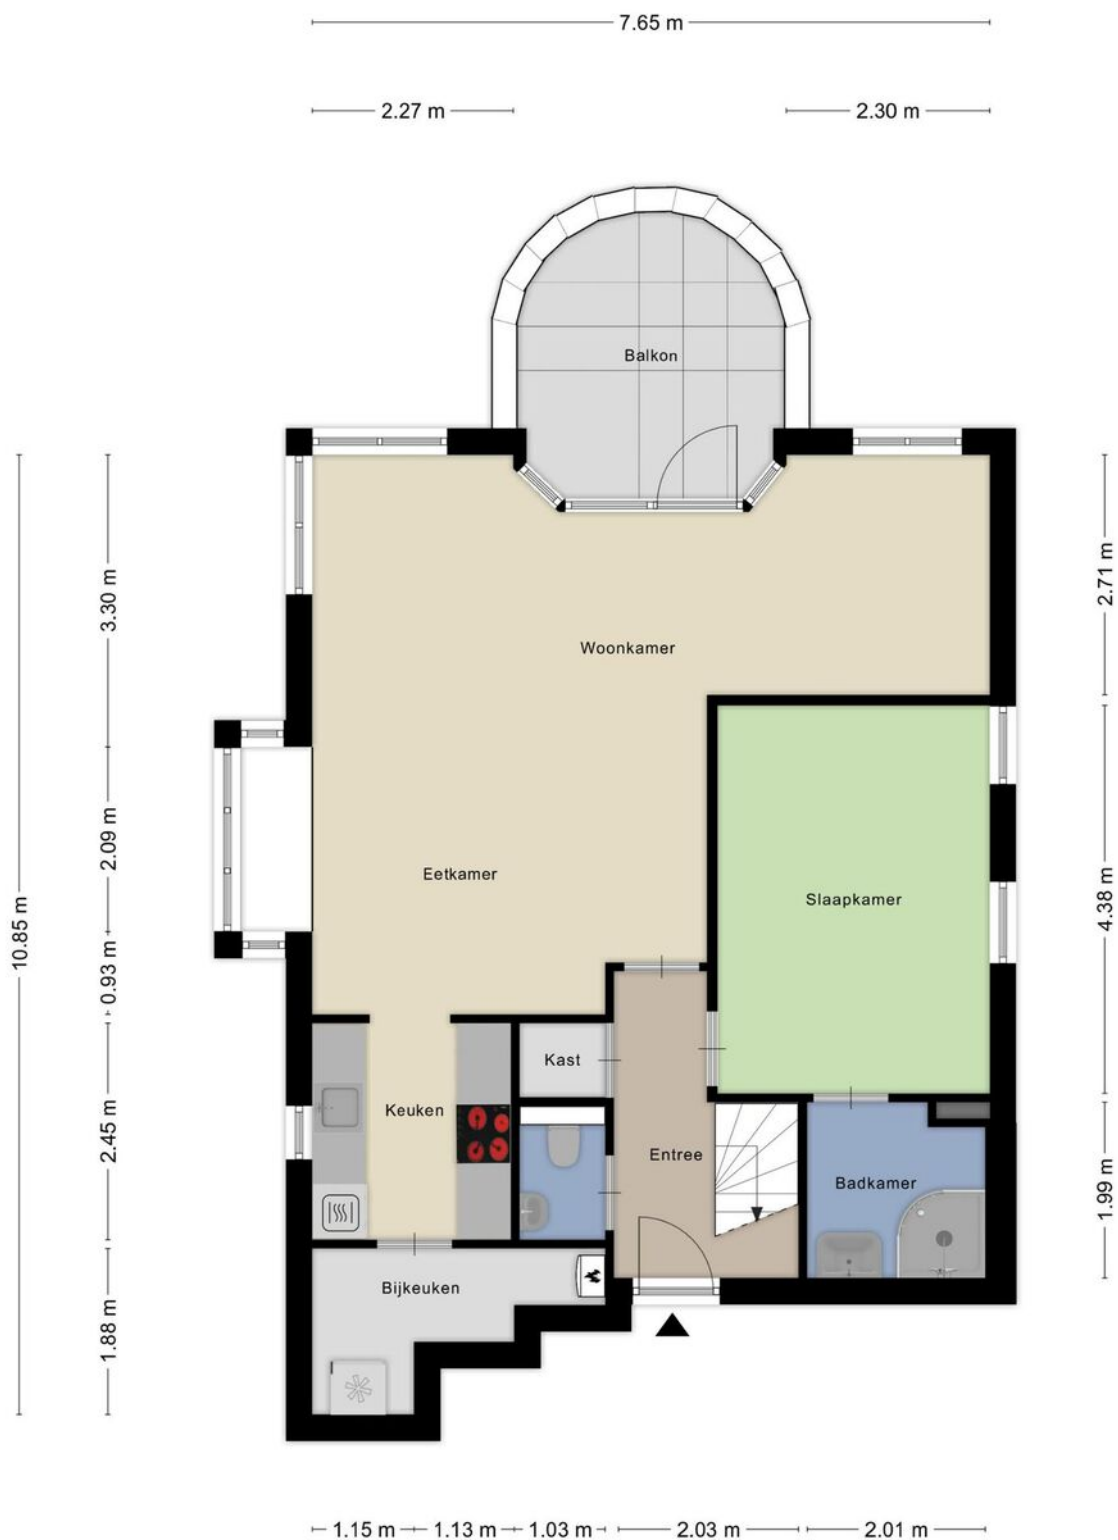 7.65 m
2.27 m
2.30 m
Balkon
3.30 m
2.71 m
Woonkamer
2.09 m
Eetkamer
Slaapkamer
4.38 m
10.85 m
0.93 m
Kast
Keuken
2.45 m
Entree
1.99 m
Badkamer
Bijkeuken
1.88 m
1.15 m
1.13 m
1.03 m
2.03 m
2.01 m